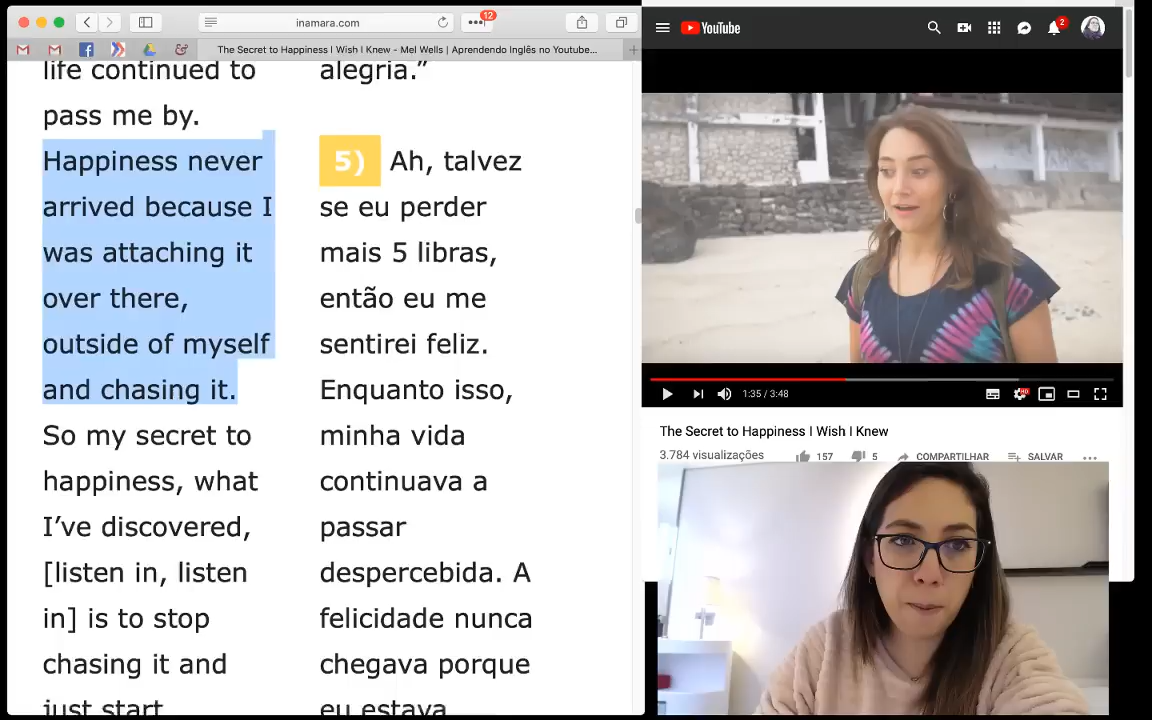 12
inamara.com
The Secret to Happiness I Wish I Knew - Mel Wells | Aprendendo Inglês no Youtube...
life continued to
pass me by.
Happiness never
arrived because I
was attaching it
over there,
outside of myself
and chasing it.
So my secret to
happiness, what
I’ve discovered,
[listen in, listen
in] is to stop
chasing it and
just start
alegria.”
5) Ah, talvez
se eu perder
mais 5 libras,
então eu me
sentirei feliz.
Enquanto isso,
minha vida
continuava a
passar
despercebida. A
felicidade nunca
chegava porque
eu estava
YouTube
2
1:35 / 3:48
HD
The Secret to Happiness I Wish I Knew
3.784 visualizações
157
5
COMPARTILHAR
SALVAR